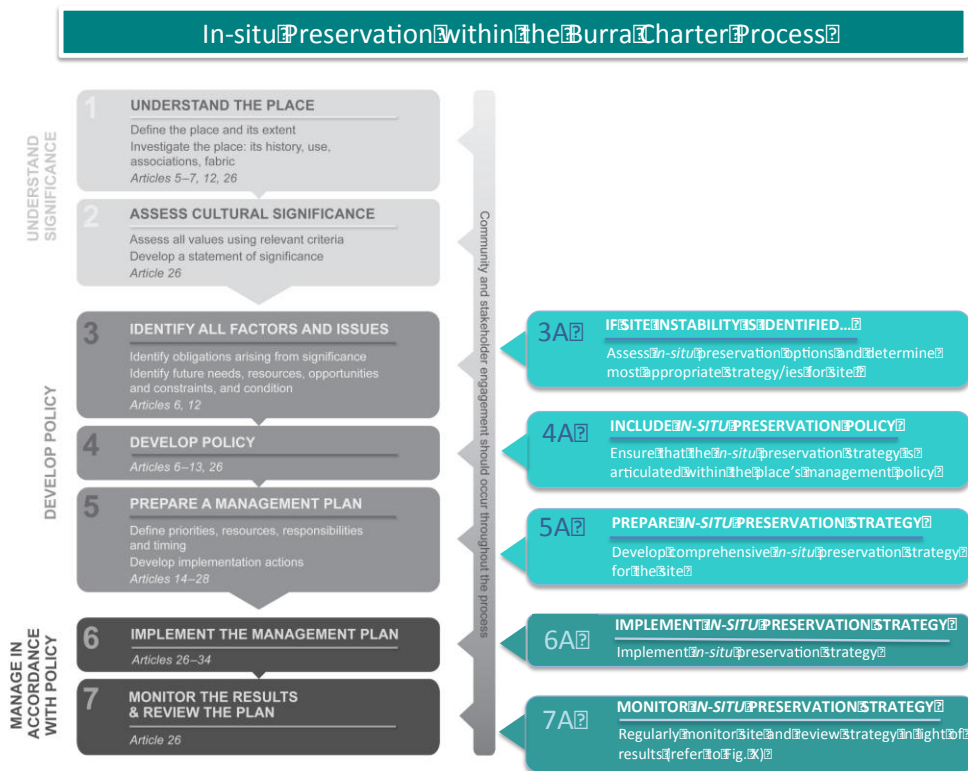 In-situ Preservation within the Burra Charter Process
UNDERSTAND
SIGNIFICANCE
1
UNDERSTAND THE PLACE
Define the place and its extent
Investigate the place: its history, use,
associations, fabric
Articles 5–7, 12, 26
2
ASSESS CULTURAL SIGNIFICANCE
Assess all values using relevant criteria
Develop a statement of significance
Article 26
DEVELOP POLICY
3
IDENTIFY ALL FACTORS AND ISSUES
Identify obligations arising from significance
Identify future needs, resources, opportunities
and constraints, and condition
Articles 6, 12
4
DEVELOP POLICY
Articles 6–13, 26
5
PREPARE A MANAGEMENT PLAN
Define priorities, resources, responsibilities
and timing
Develop implementation actions
Articles 14–28
MANAGE IN
ACCORDANCE
WITH POLICY
6
IMPLEMENT THE MANAGEMENT PLAN
Articles 26–34
7
MONITOR THE RESULTS
& REVIEW THE PLAN
Article 26
Community and stakeholder engagement should occur throughout the process
3A
IF SITE INSTABILITY IS IDENTIFIED...
Assess in-situ preservation options and determine
most appropriate strategy/ies for site
4A
INCLUDE IN-SITU PRESERVATION POLICY
Ensure that the in-situ preservation strategy is
articulated within the place's management policy
5A
PREPARE IN-SITU PRESERVATION STRATEGY
Develop comprehensive in-situ preservation strategy
for the site
6A
IMPLEMENT IN-SITU PRESERVATION STRATEGY
Implement in-situ preservation strategy
7A
MONITOR IN-SITU PRESERVATION STRATEGY
Regularly monitor site and review strategy in light of
results (refer to Fig. X)